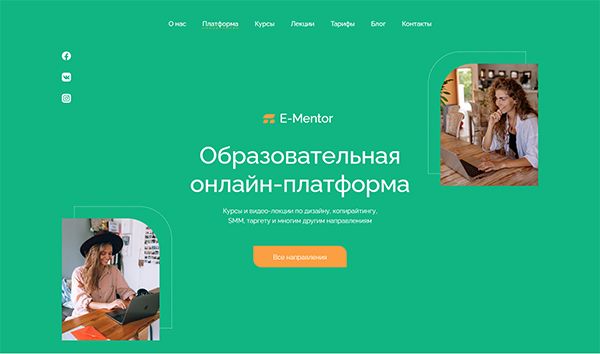 О нас Платформа Курсы Лекции Тарифы Блог Контакты
E-Mentor
Образовательная
онлайн-платформа
Курсы и видео-лекции по дизайну, копирайтингу,
SMM, таргету и многим другим направлениям
Все направления